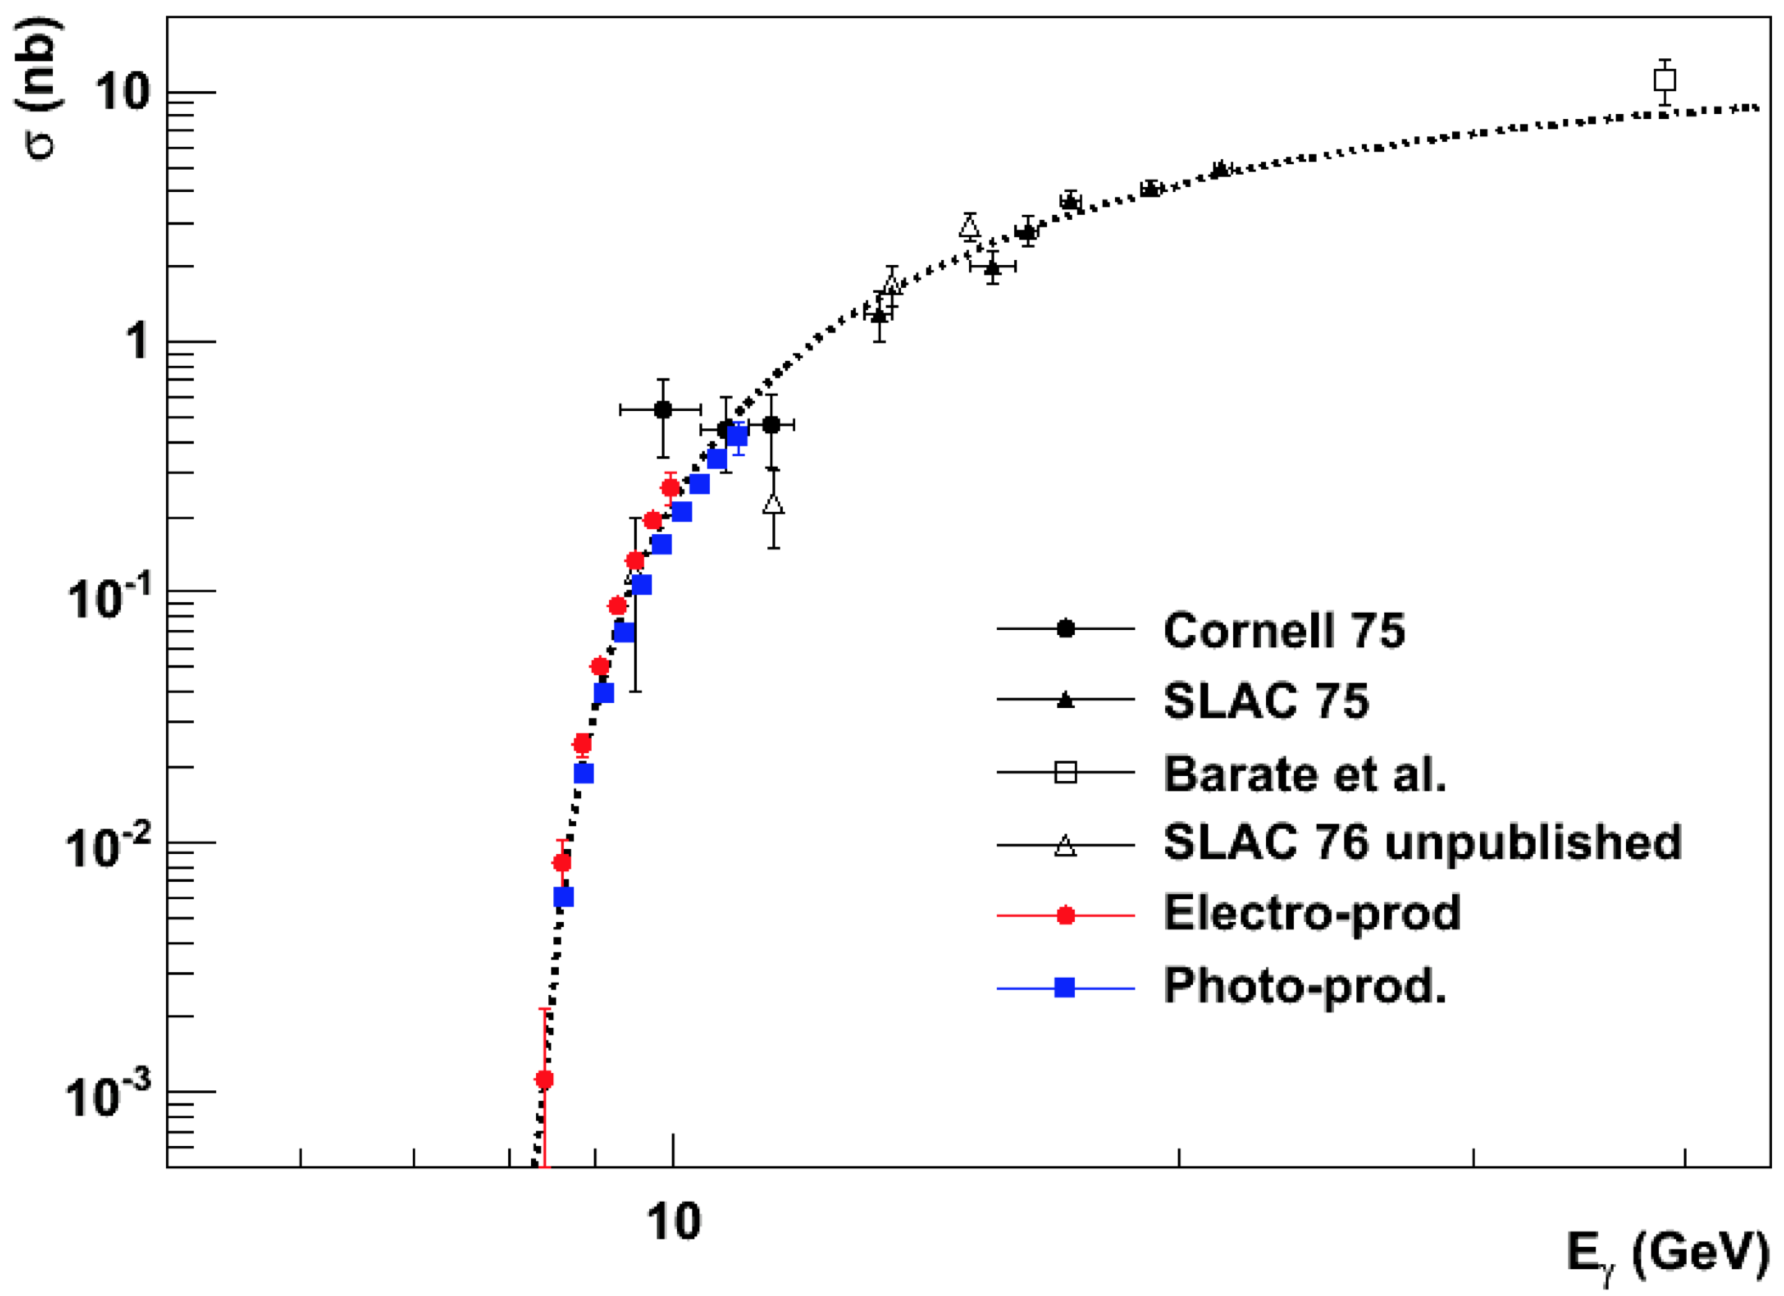 σ (nb)
10
1
10⁻¹
10⁻²
10⁻³
Cornell 75
SLAC 75
Barate et al.
SLAC 76 unpublished
Electro-prod
Photo-prod.
10
Eᵧ (GeV)